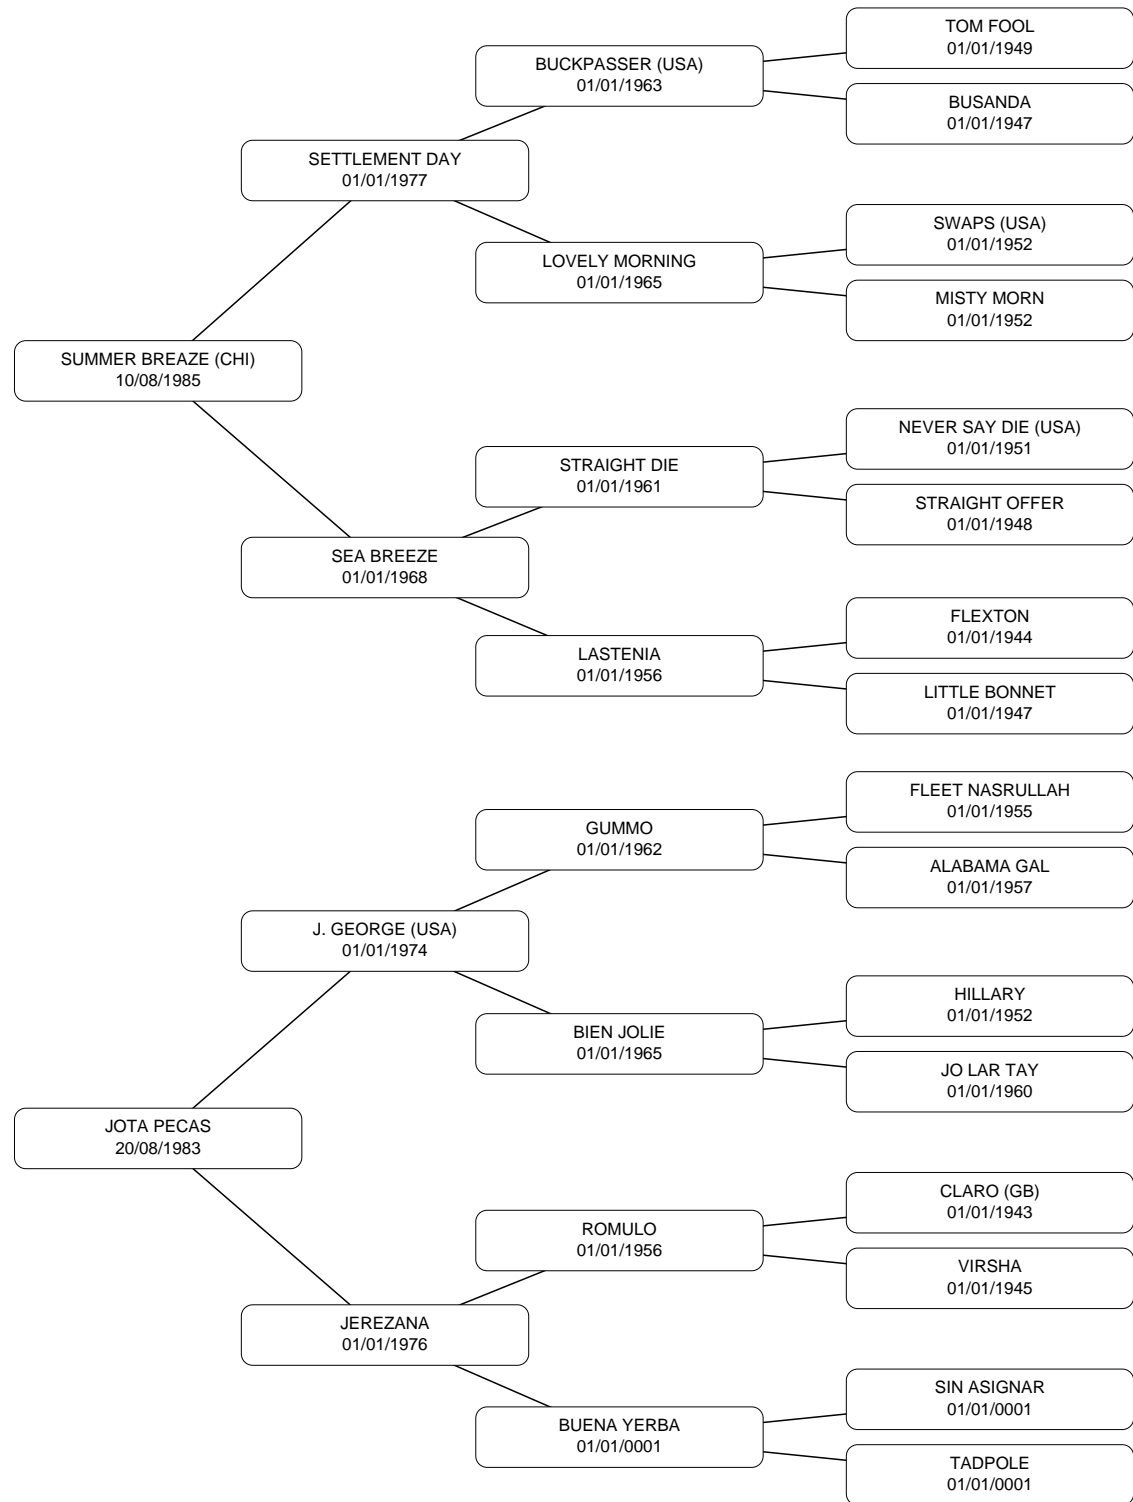 TOM FOOL
01/01/1949
BUCKPASSER (USA)
01/01/1963
BUSANDA
01/01/1947
SETTLEMENT DAY
01/01/1977
SWAPS (USA)
01/01/1952
LOVELY MORNING
01/01/1965
MISTY MORN
01/01/1952
SUMMER BREAZE (CHI)
10/08/1985
NEVER SAY DIE (USA)
01/01/1951
STRAIGHT DIE
01/01/1961
STRAIGHT OFFER
01/01/1948
SEA BREEZE
01/01/1968
FLEXTON
01/01/1944
LASTENIA
01/01/1956
LITTLE BONNET
01/01/1947
FLEET NASRULLAH
01/01/1955
GUMMO
01/01/1962
ALABAMA GAL
01/01/1957
J. GEORGE (USA)
01/01/1974
HILLARY
01/01/1952
BIEN JOLIE
01/01/1965
JO LAR TAY
01/01/1960
JOTA PECAS
20/08/1983
CLARO (GB)
01/01/1943
ROMULO
01/01/1956
VIRSHA
01/01/1945
JEREZANA
01/01/1976
SIN ASIGNAR
01/01/0001
BUENA YERBA
01/01/0001
TADPOLE
01/01/0001